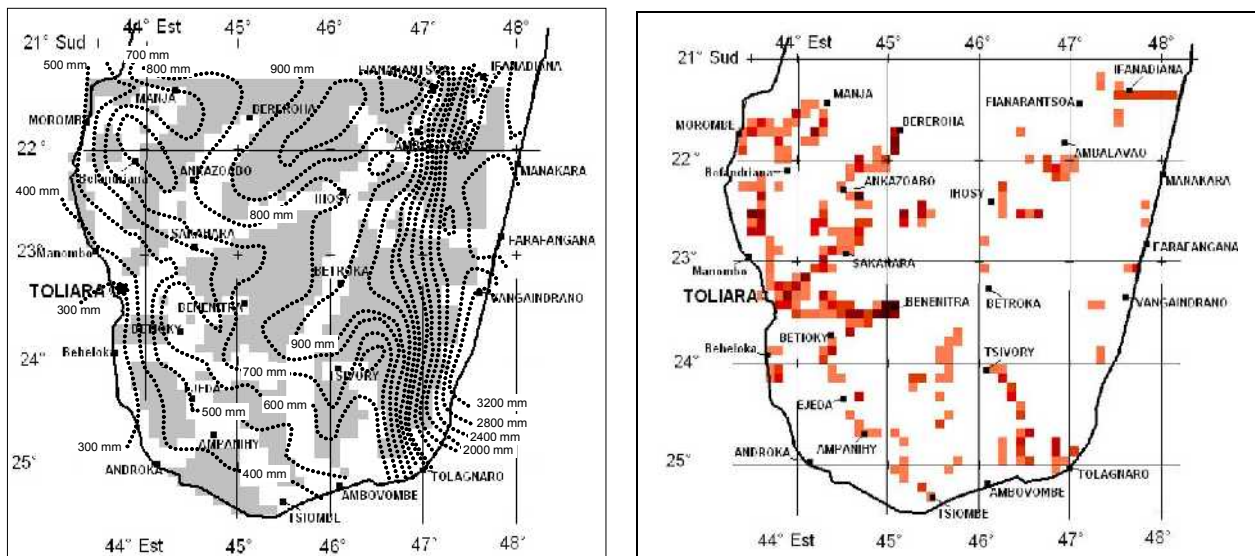 44° Est 45° 46° 47° 48°
21° Sud
700 mm
500 mm
800 mm
900 mm
FIANARANTSOA
IFANADIANA
MANJA
BEREROHA
MOROMBE
AMBALAVAO
22°
Befandriana
ANKAZOABO
MANAKARA
400 mm
IHOSY
800 mm
SAKAHARA
FARAFANGANA
23°
Manombo
BETROKA
TOLIARA
VANGAINDRANO
300 mm
BENENITRA
BETIOKY
900 mm
Beheloka
24°
TSIVORY
700 mm
EJEDA
600 mm
500 mm
3200 mm
2800 mm
2400 mm
2000 mm
300 mm
AMPANIHY
25°
ANDROKA
400 mm
TOLAGNARO
AMBOVOMBE
TSIOMBE
44° Est 45° 46° 47° 48°
44° Est 45° 46° 47° 48°
21° Sud
IFANADIANA
MANJA
FIANARANTSOA
MOROMBE
BEREROHA
AMBALAVAO
22°
Befandriana
MANAKARA
ANKAZOABO
IHOSY
FARAFANGANA
23°
Manombo
SAKAHARA
TOLIARA
BENENITRA
BETROKA
VANGAINDRANO
BETIOKY
Beheloka
TSIVORY
24°
EJEDA
AMPANIHY
ANDROKA
25°
TOLAGNARO
AMBOVOMBE
TSIOMBE
44° Est 45° 46° 47° 48°